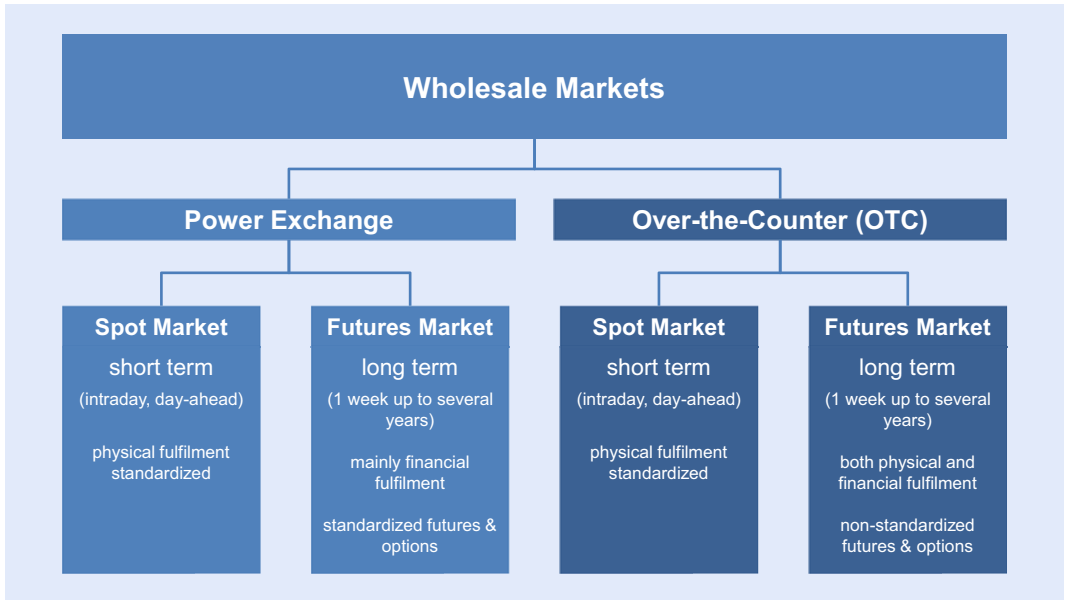 Wholesale Markets
Power Exchange
Over-the-Counter (OTC)
Spot Market
short term
(intraday, day-ahead)
physical fulfilment
standardized
Futures Market
long term
(1 week up to several
years)
mainly financial
fulfilment
standardized futures &
options
Spot Market
short term
(intraday, day-ahead)
physical fulfilment
standardized
Futures Market
long term
(1 week up to several
years)
both physical and
financial fulfilment
non-standardized
futures & options